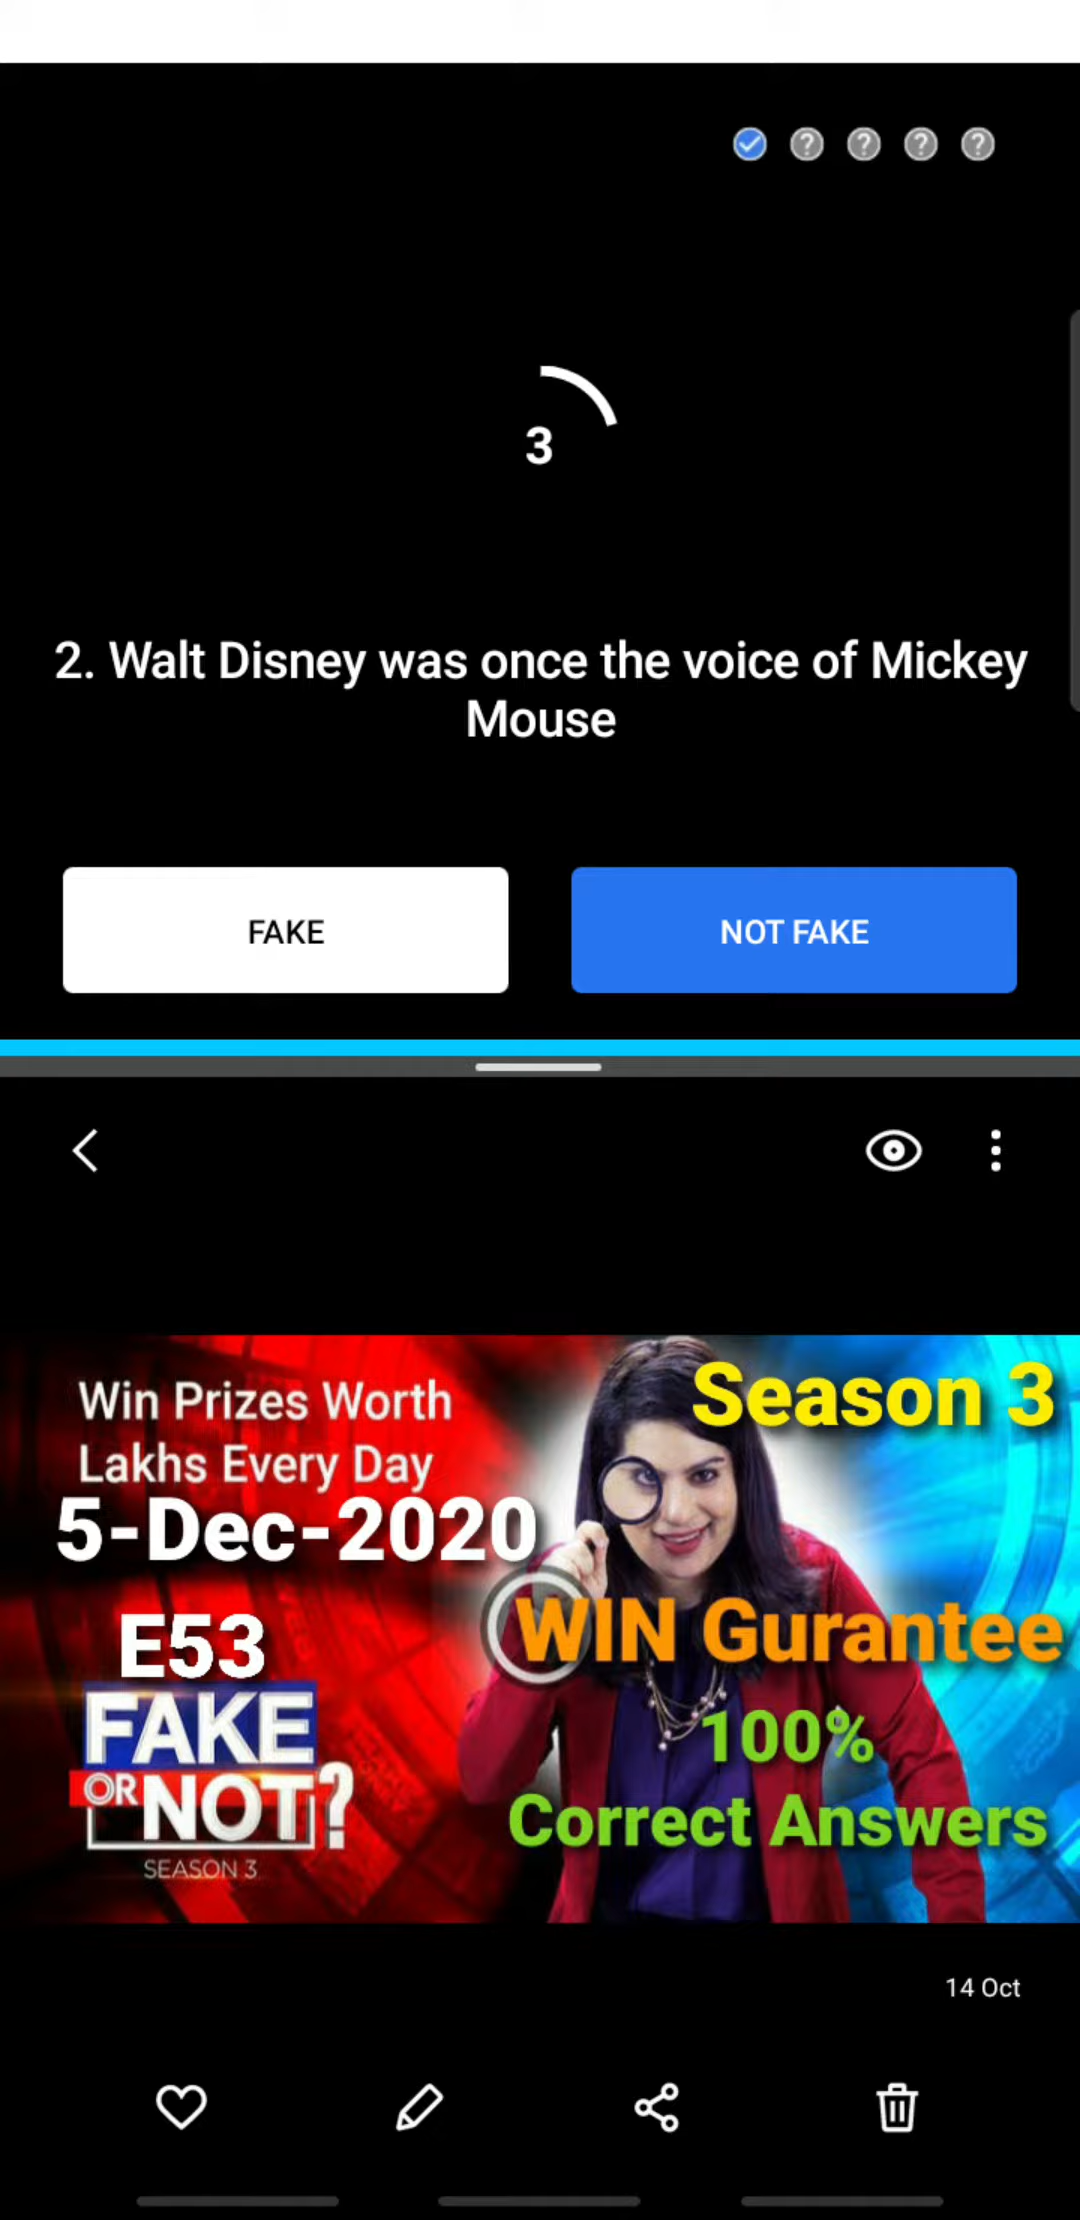 3
2. Walt Disney was once the voice of Mickey
Mouse
FAKE
NOT FAKE
Win Prizes Worth
Lakhs Every Day
5-Dec-2020
E53
FAKE
OR NOT?
SEASON 3
Season 3
WIN Gurantee
100%
Correct Answers
14 Oct